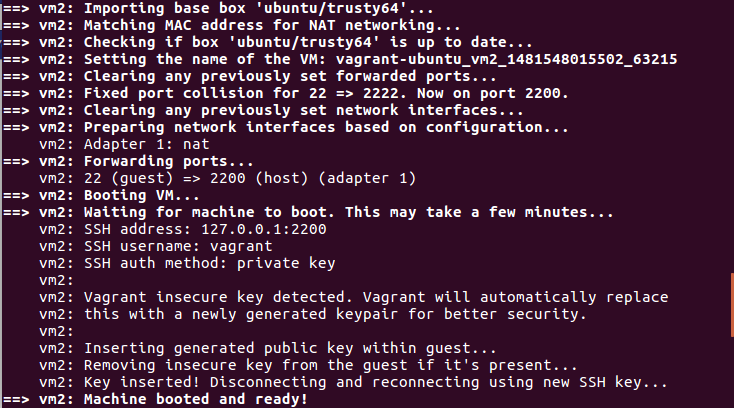 ==> vm2: Importing base box 'ubuntu/trusty64'...
==> vm2: Matching MAC address for NAT networking...
==> vm2: Checking if box 'ubuntu/trusty64' is up to date...
==> vm2: Setting the name of the VM: vagrant-ubuntu_vm2_1481548015502_63215
==> vm2: Clearing any previously set forwarded ports...
==> vm2: Fixed port collision for 22 => 2222. Now on port 2200.
==> vm2: Clearing any previously set network interfaces...
==> vm2: Preparing network interfaces based on configuration...
    vm2: Adapter 1: nat
==> vm2: Forwarding ports...
    vm2: 22 (guest) => 2200 (host) (adapter 1)
==> vm2: Booting VM...
==> vm2: Waiting for machine to boot. This may take a few minutes...
    vm2: SSH address: 127.0.0.1:2200
    vm2: SSH username: vagrant
    vm2: SSH auth method: private key
    vm2:
    vm2: Vagrant insecure key detected. Vagrant will automatically replace
    vm2: this with a newly generated keypair for better security.
    vm2:
    vm2: Inserting generated public key within guest...
    vm2: Removing insecure key from the guest if it's present...
    vm2: Key inserted! Disconnecting and reconnecting using new SSH key...
==> vm2: Machine booted and ready!